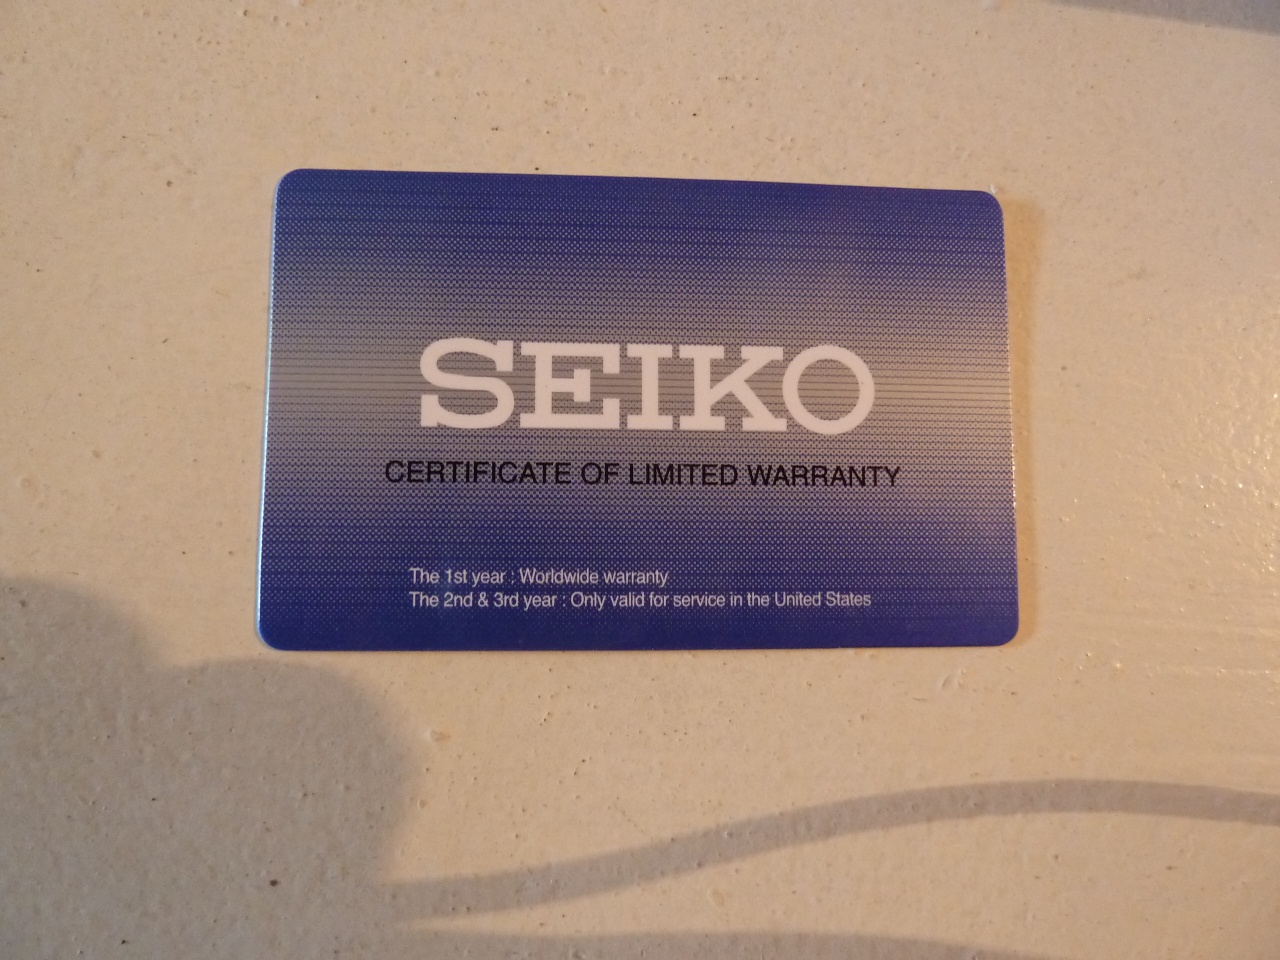 SEIKO
CERTIFICATE OF LIMITED WARRANTY
The 1st year : Worldwide warranty
The 2nd & 3rd year : Only valid for service in the United States